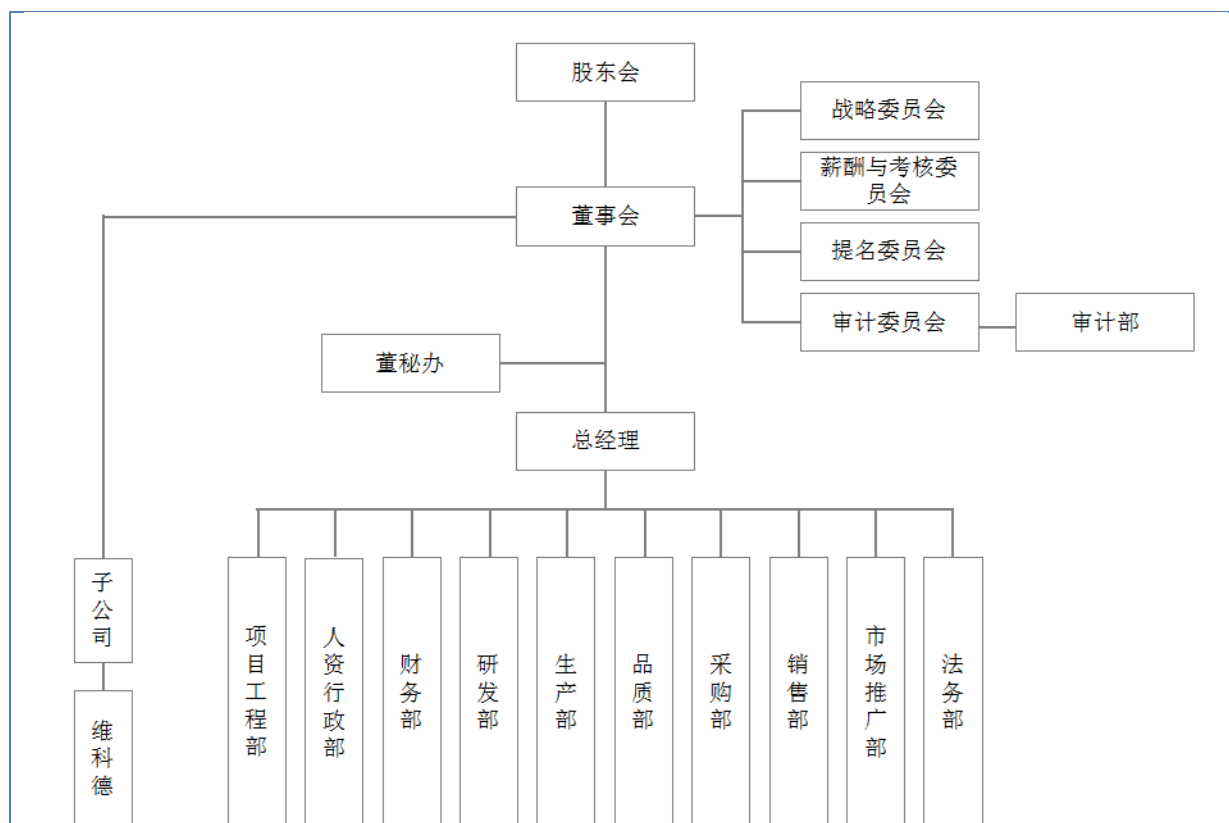 股东会
战略委员会
薪酬与考核委
员会
董事会
提名委员会
审计委员会
审计部
董秘办
总经理
子公司
维科德
项目工程部
人资行政部
财务部
研发部
生产部
品质部
采购部
销售部
市场推广部
法务部